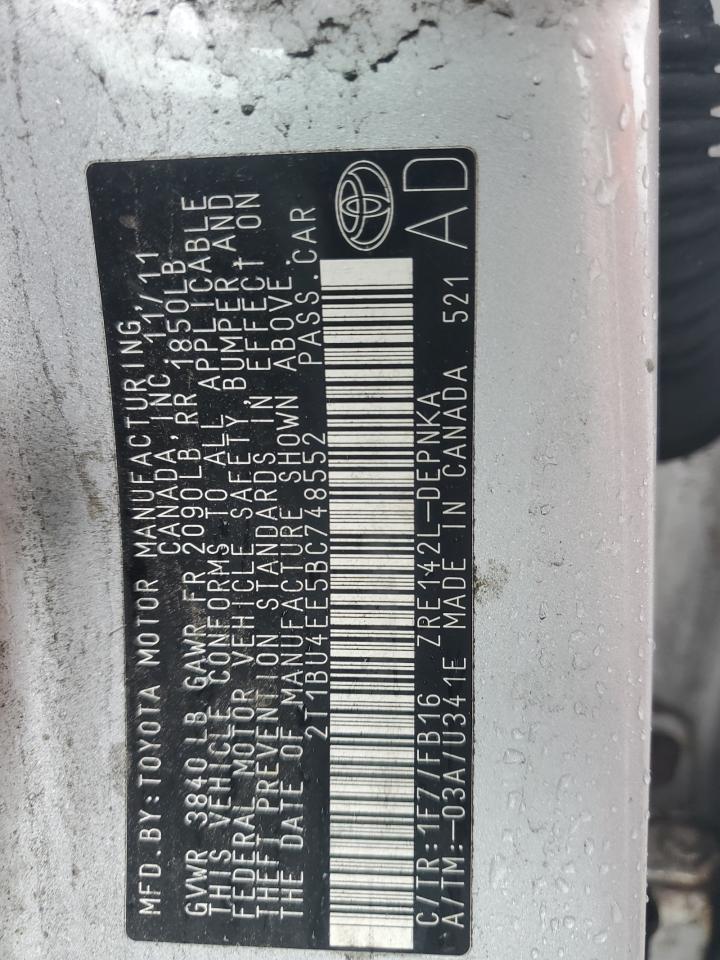 MFD. BY: TOYOTA MOTOR MANUFACTURING,
CANADA, INC. 11/11
GVWR 3840 LB GAWR FR 2090LB, RR 1850LB
THIS VEHICLE CONFORMS TO ALL APPLICABLE
FEDERAL MOTOR VEHICLE SAFETY, BUMPER AND
THEFT PREVENTION STANDARDS IN EFFECT ON
THE DATE OF MANUFACTURE SHOWN ABOVE.
2T1BU4EE5BC748552 PASS. CAR
C/TR:1F7/FB16 ZRE142L-DEPNKA
A/TM:-03A/U341E MADE IN CANADA 521
AD